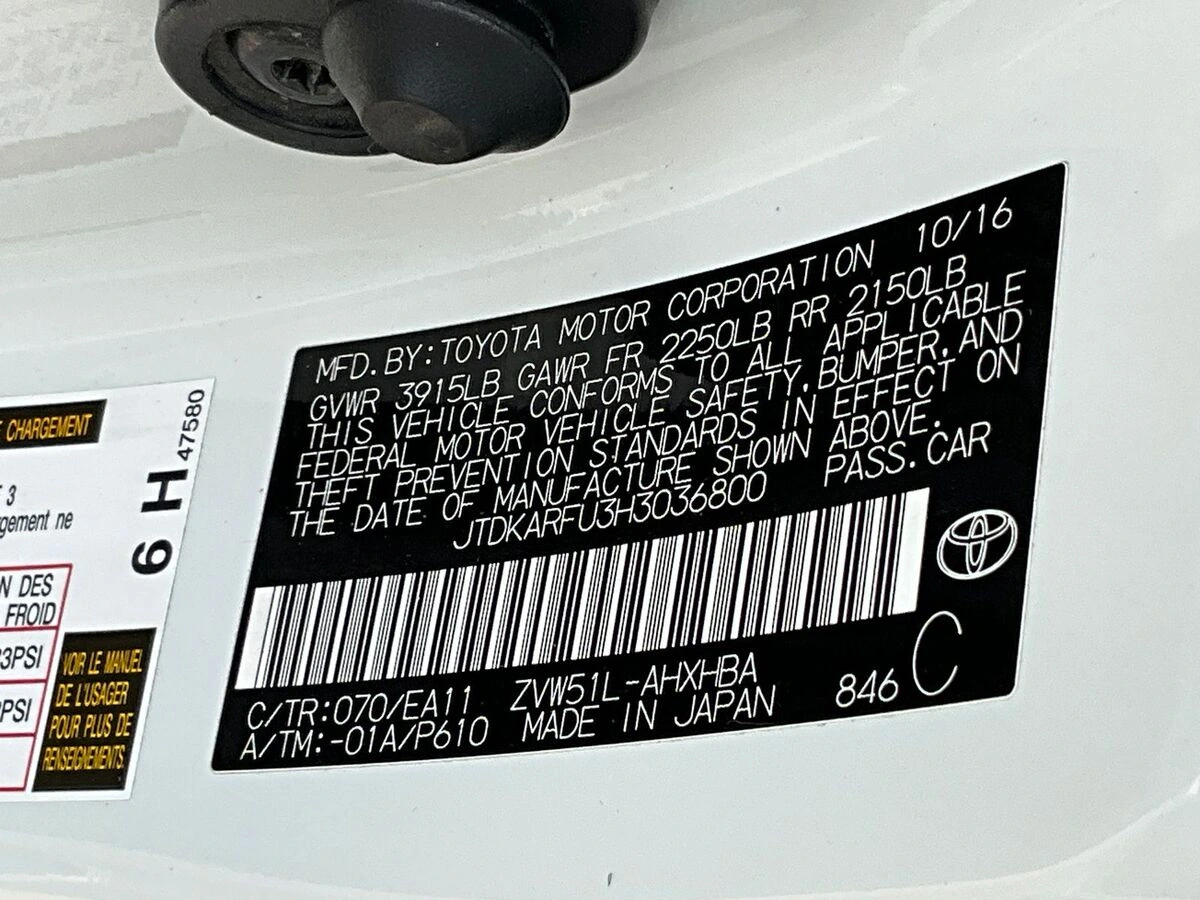 MFD. BY: TOYOTA MOTOR CORPORATION 10/16
GVWR 3915LB GAWR FR 2250LB RR 2150LB
THIS VEHICLE CONFORMS TO ALL APPLICABLE
FEDERAL MOTOR VEHICLE SAFETY, BUMPER, AND
THEFT PREVENTION STANDARDS IN EFFECT ON
THE DATE OF MANUFACTURE SHOWN ABOVE.
JTDKARFU3H3036800 PASS. CAR
C/TR:070/EA11 ZVW51L-AHXHBA
A/TM:-01A/P610 MADE IN JAPAN 846 C
CHARGEMENT
6 H 47580
3
ne
DES
FROID
PSI
PSI
VOIR LE MANUEL
DE L'USAGER
POUR PLUS DE
RENSEIGNEMENTS.